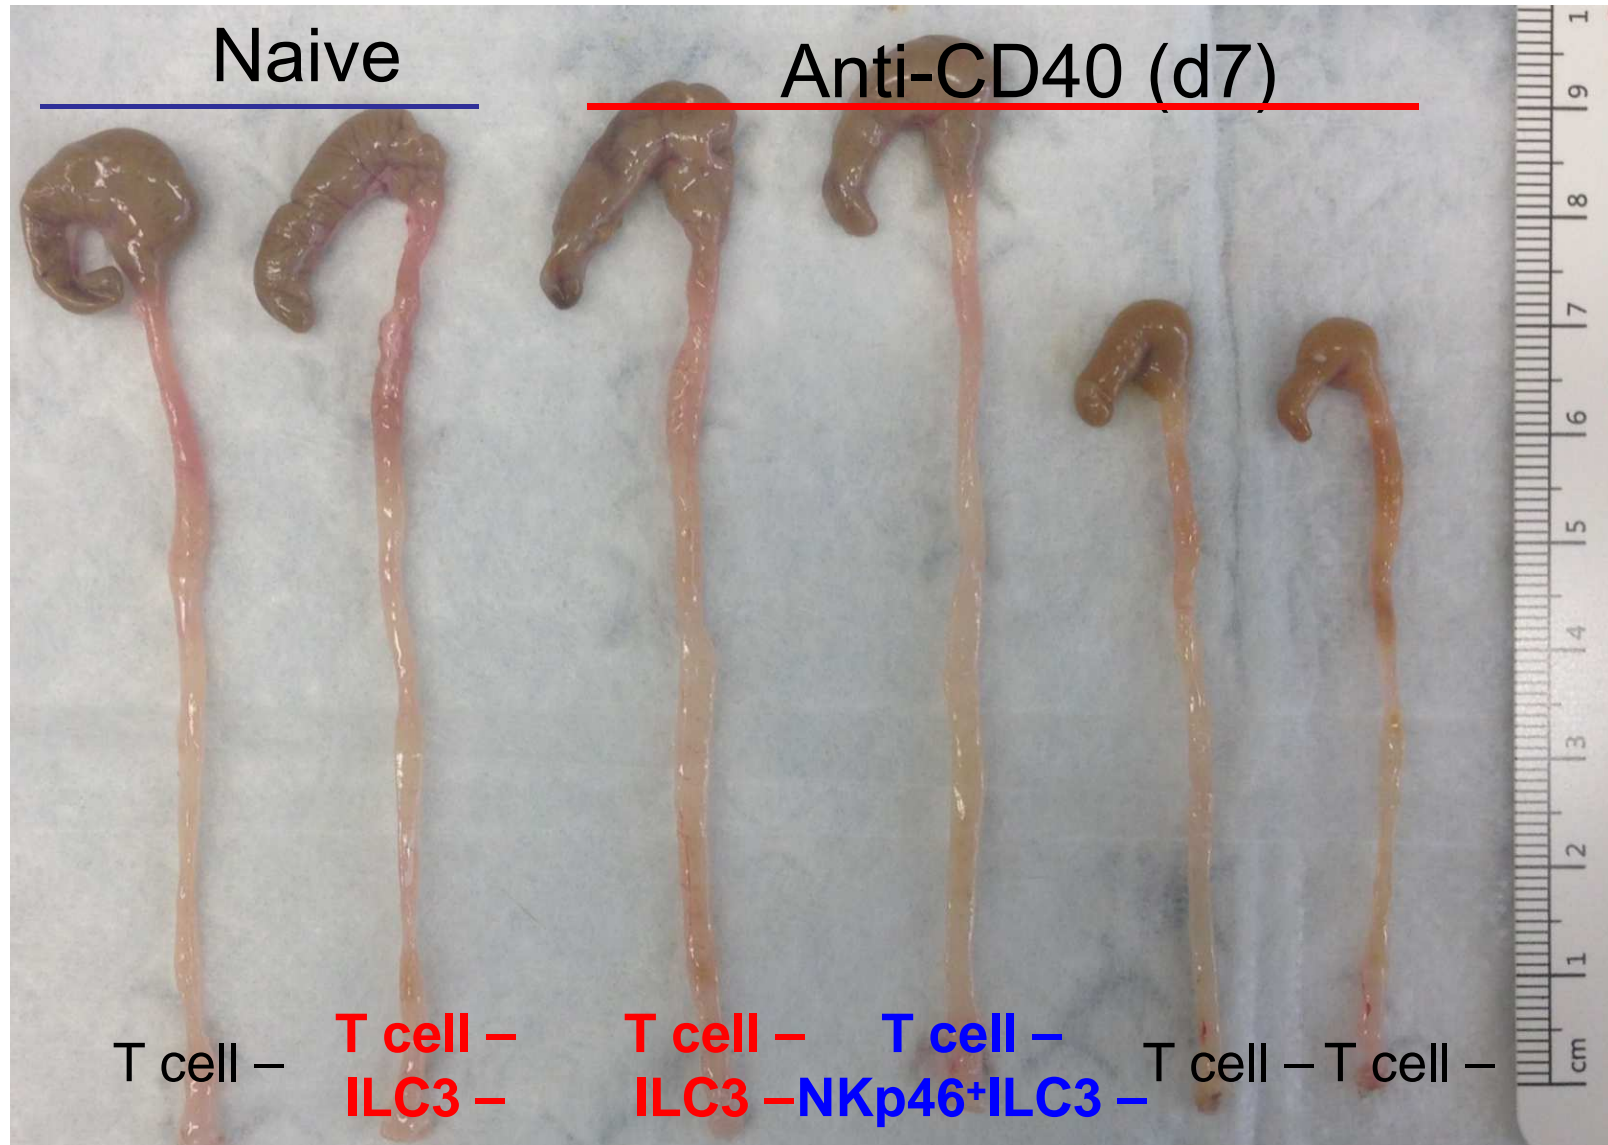 Naive
Anti-CD40 (d7)
T cell –
T cell –
ILC3 –
T cell –
ILC3 –
T cell –
NKp46⁺ILC3 –
T cell –
T cell –
1
9
8
7
6
5
4
3
2
1
cm